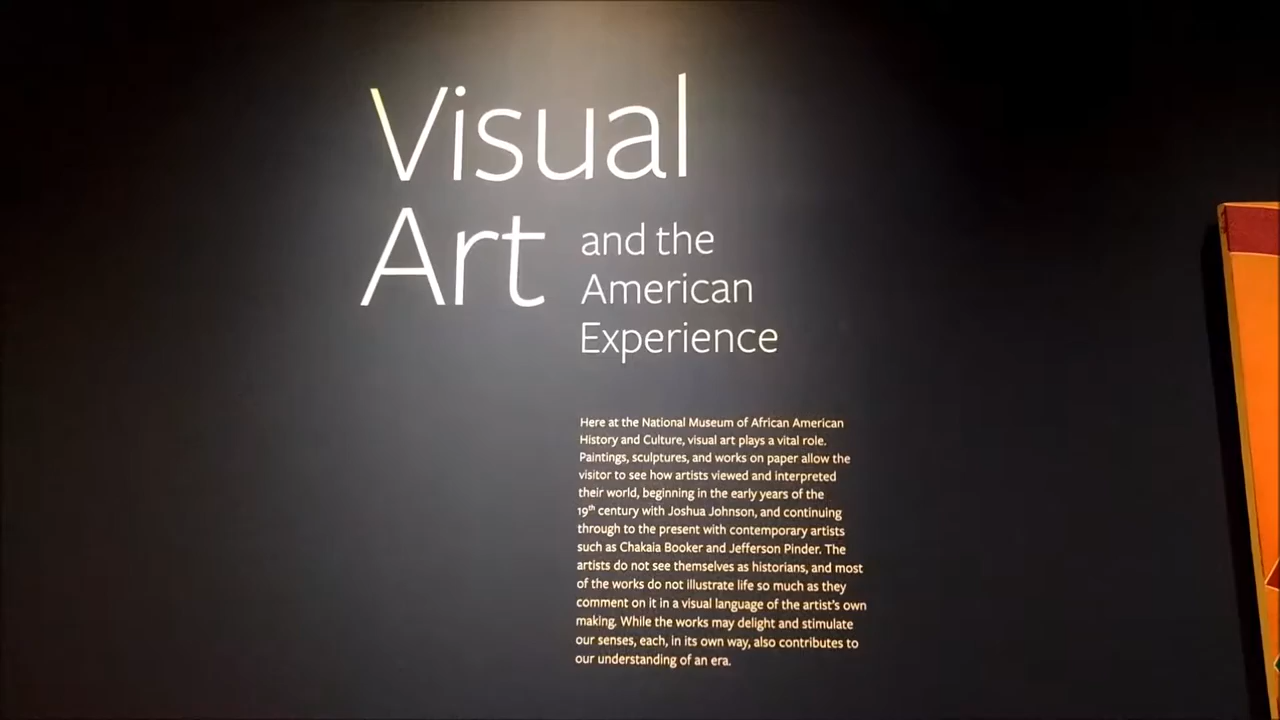 Visual
Art
and the
American
Experience
Here at the National Museum of African American
History and Culture, visual art plays a vital role.
Paintings, sculptures, and works on paper allow the
visitor to see how artists viewed and interpreted
their world, beginning in the early years of the
19th century with Joshua Johnson, and continuing
through to the present with contemporary artists
such as Chakaia Booker and Jefferson Pinder. The
artists do not see themselves as historians, and most
of the works do not illustrate life so much as they
comment on it in a visual language of the artist's own
making. While the works may delight and stimulate
our senses, each, in its own way, also contributes to
our understanding of an era.